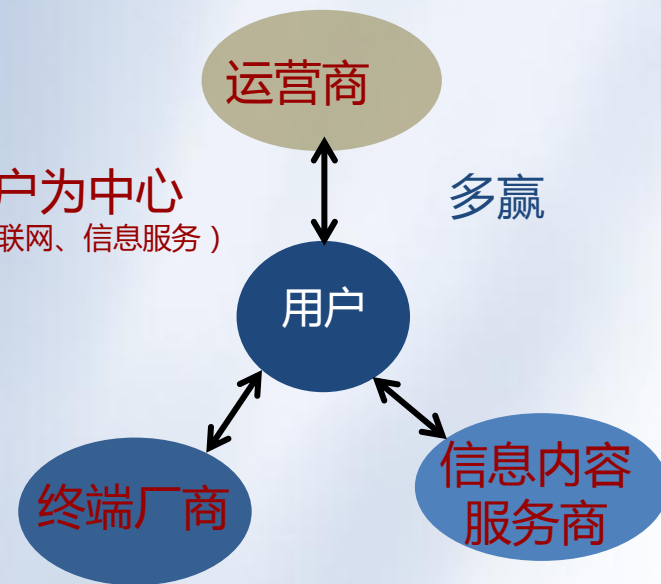 运营商
户为中心
多赢
联网、信息服务）
用户
终端厂商
信息内容
服务商